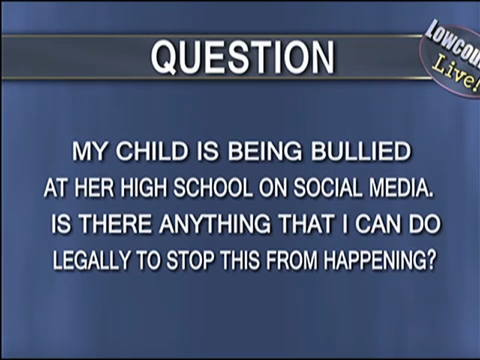 QUESTION
Live!
MY CHILD IS BEING BULLIED
AT HER HIGH SCHOOL ON SOCIAL MEDIA.
IS THERE ANYTHING THAT I CAN DO
LEGALLY TO STOP THIS FROM HAPPENING?